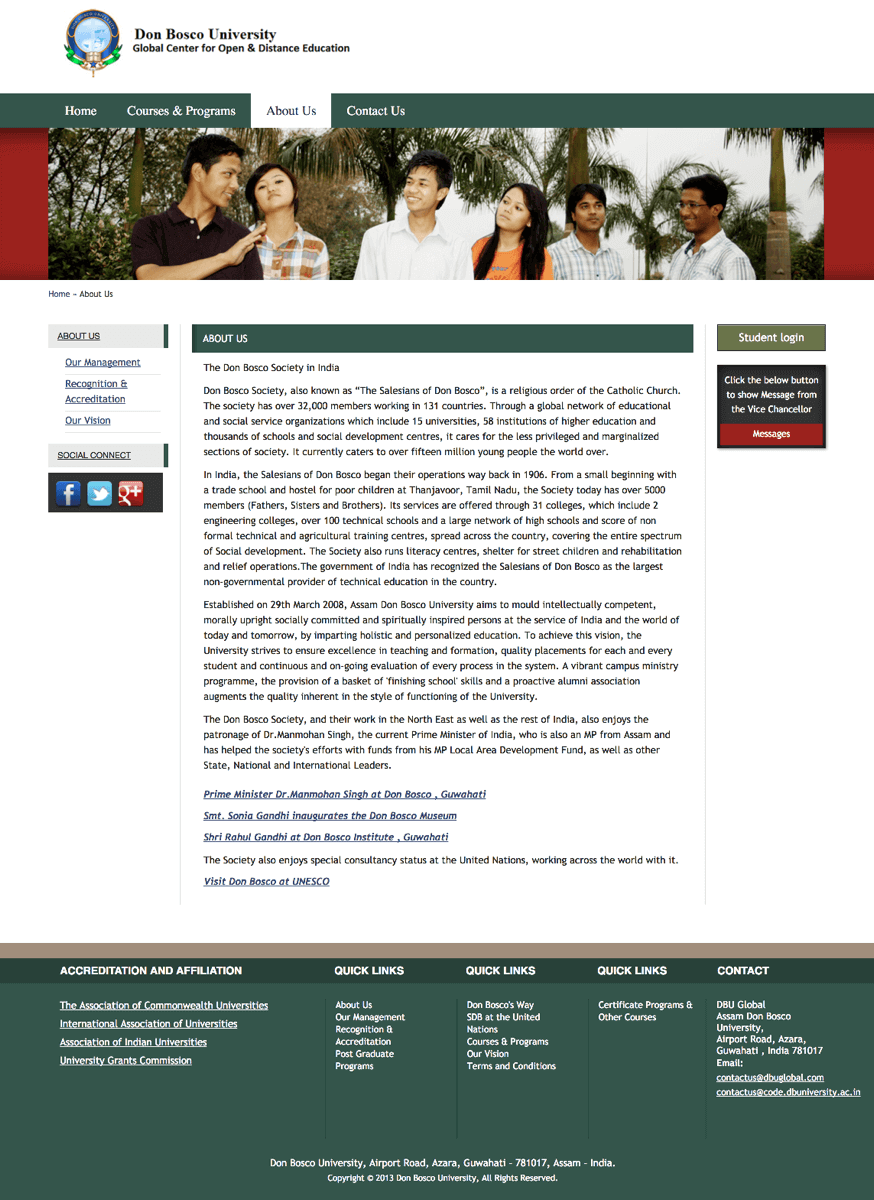 Don Bosco University
Global Center for Open & Distance Education
Home
Courses & Programs
About Us
Contact Us
Home » About Us
ABOUT US
Our Management
Recognition &
Accreditation
Our Vision
SOCIAL CONNECT
ABOUT US
The Don Bosco Society in India
Don Bosco Society, also known as “The Salesians of Don Bosco”, is a religious order of the Catholic Church.
The society has over 32,000 members working in 131 countries. Through a global network of educational
and social service organizations which include 15 universities, 58 institutions of higher education and
thousands of schools and social development centres, it cares for the less privileged and marginalized
sections of society. It currently caters to over fifteen million young people the world over.
In India, the Salesians of Don Bosco began their operations way back in 1906. From a small beginning with
a trade school and hostel for poor children at Thanjavoor, Tamil Nadu, the Society today has over 5000
members (Fathers, Sisters and Brothers). Its services are offered through 31 colleges, which include 2
engineering colleges, over 100 technical schools and a large network of high schools and score of non
formal technical and agricultural training centres, spread across the country, covering the entire spectrum
of Social development. The Society also runs literacy centres, shelter for street children and rehabilitation
and relief operations.The government of India has recognized the Salesians of Don Bosco as the largest
non-governmental provider of technical education in the country.
Established on 29th March 2008, Assam Don Bosco University aims to mould intellectually competent,
morally upright socially committed and spiritually inspired persons at the service of India and the world of
today and tomorrow, by imparting holistic and personalized education. To achieve this vision, the
University strives to ensure excellence in teaching and formation, quality placements for each and every
student and continuous and on-going evaluation of every process in the system. A vibrant campus ministry
programme, the provision of a basket of 'finishing school' skills and a proactive alumni association
augments the quality inherent in the style of functioning of the University.
The Don Bosco Society, and their work in the North East as well as the rest of India, also enjoys the
patronage of Dr.Manmohan Singh, the current Prime Minister of India, who is also an MP from Assam and
has helped the society's efforts with funds from his MP Local Area Development Fund, as well as other
State, National and International Leaders.
Prime Minister Dr.Manmohan Singh at Don Bosco , Guwahati
Smt. Sonia Gandhi inaugurates the Don Bosco Museum
Shri Rahul Gandhi at Don Bosco Institute , Guwahati
The Society also enjoys special consultancy status at the United Nations, working across the world with it.
Visit Don Bosco at UNESCO
Student login
Click the below button
to show Message from
the Vice Chancellor
Messages
ACCREDITATION AND AFFILIATION
The Association of Commonwealth Universities
International Association of Universities
Association of Indian Universities
University Grants Commission
QUICK LINKS
About Us
Our Management
Recognition &
Accreditation
Post Graduate
Programs
QUICK LINKS
Don Bosco's Way
SDB at the United
Nations
Courses & Programs
Our Vision
Terms and Conditions
QUICK LINKS
Certificate Programs &
Other Courses
CONTACT
DBU Global
Assam Don Bosco
University,
Airport Road, Azara,
Guwahati , India 781017
Email:
contactus@dbuglobal.com
contactus@code.dbuniversity.ac.in
Don Bosco University, Airport Road, Azara, Guwahati – 781017, Assam – India.
Copyright © 2013 Don Bosco University, All Rights Reserved.